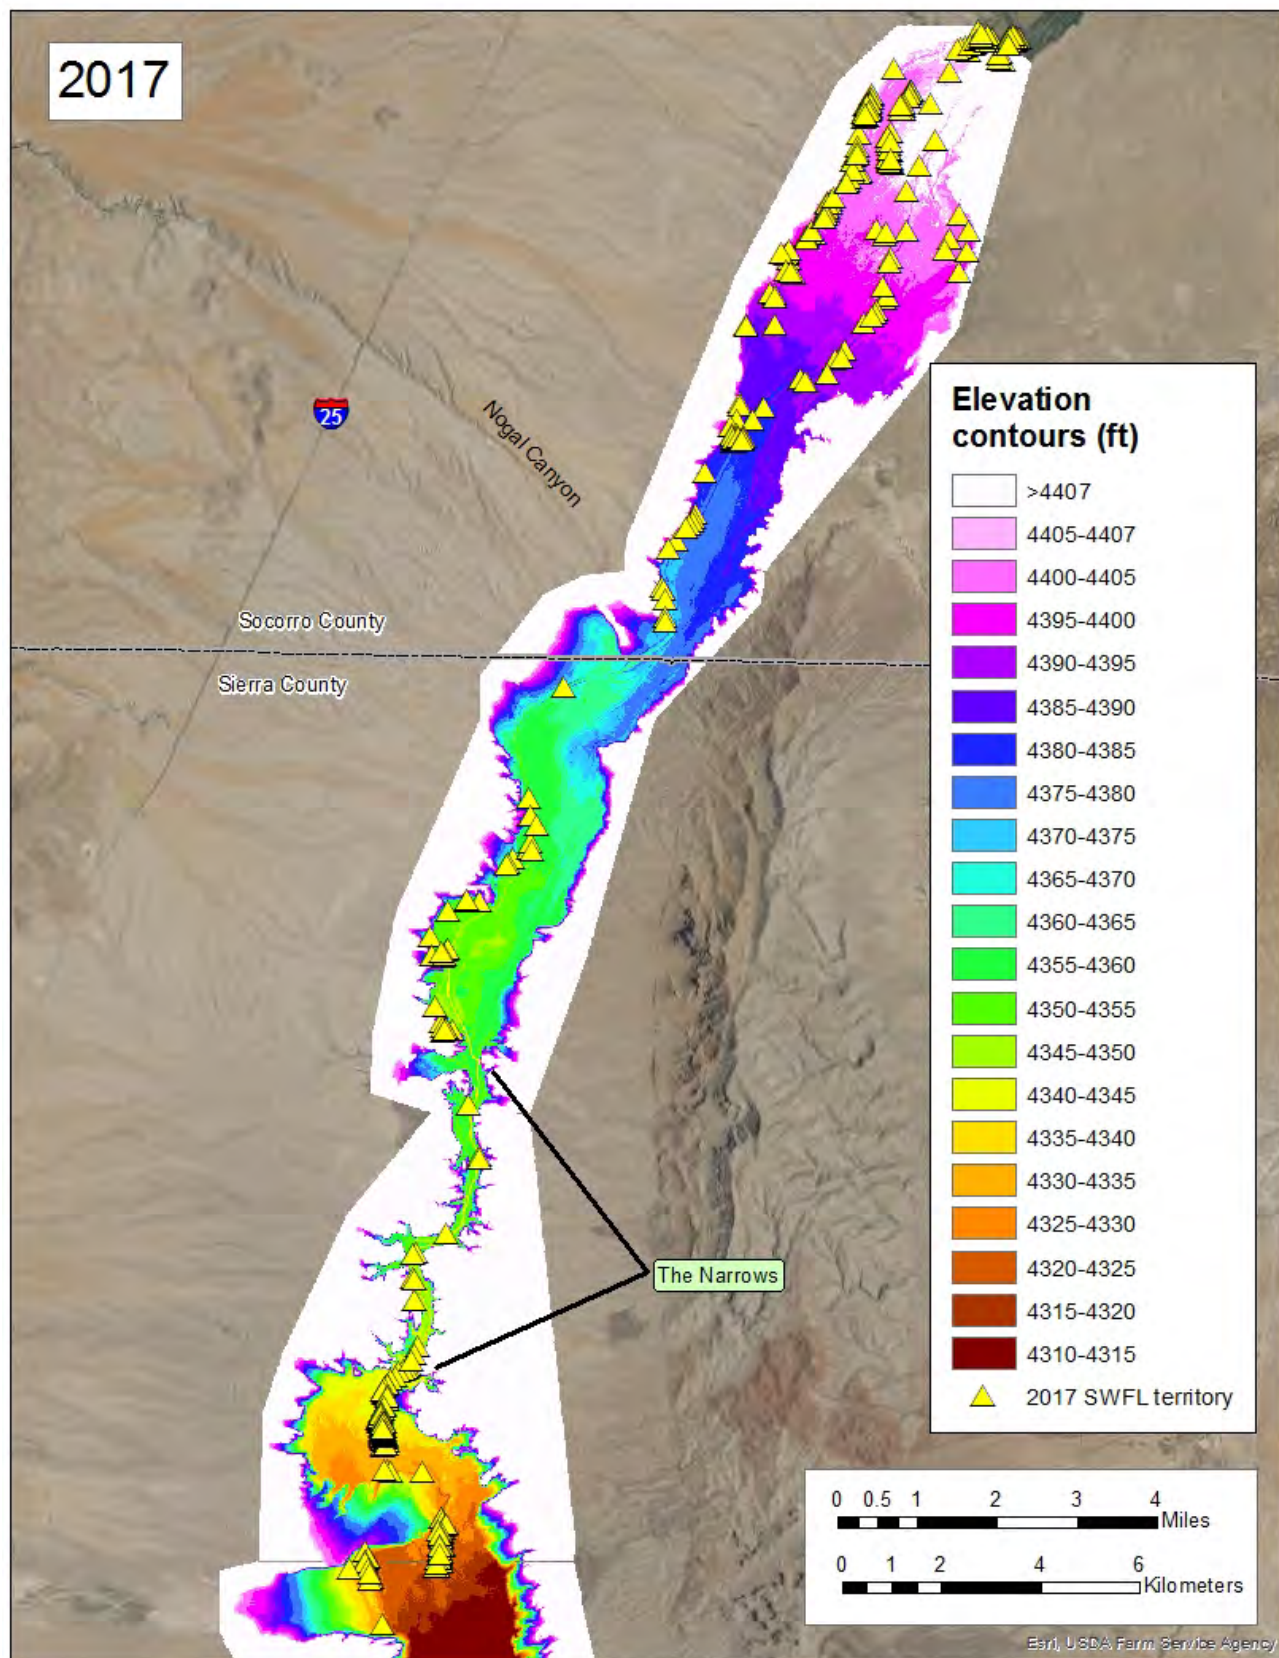 2017
25
Nogal Canyon
Socorro County
Sierra County
The Narrows
Elevation
contours (ft)
>4407
4405-4407
4400-4405
4395-4400
4390-4395
4385-4390
4380-4385
4375-4380
4370-4375
4365-4370
4360-4365
4355-4360
4350-4355
4345-4350
4340-4345
4335-4340
4330-4335
4325-4330
4320-4325
4315-4320
4310-4315
2017 SWFL territory
0 0.5 1 2 3 4
Miles
0 1 2 4 6
Kilometers
Esri, USDA Farm Service Agency